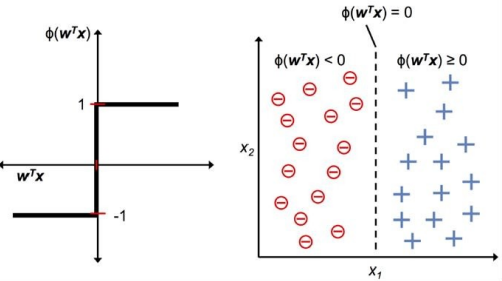 ϕ(wᵀx)
1
wᵀx
-1
ϕ(wᵀx) = 0
ϕ(wᵀx) < 0
ϕ(wᵀx) ≥ 0
x₂
x₁